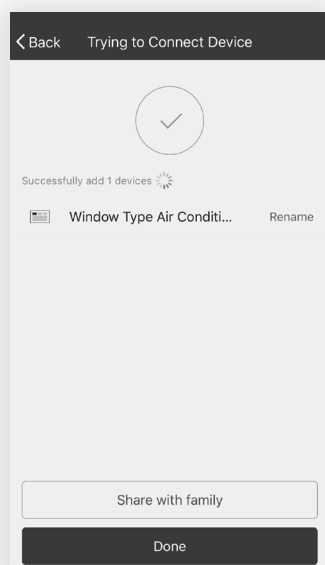 Back Trying to Connect Device
Successfully add 1 devices
Window Type Air Conditi... Rename
Share with family
Done